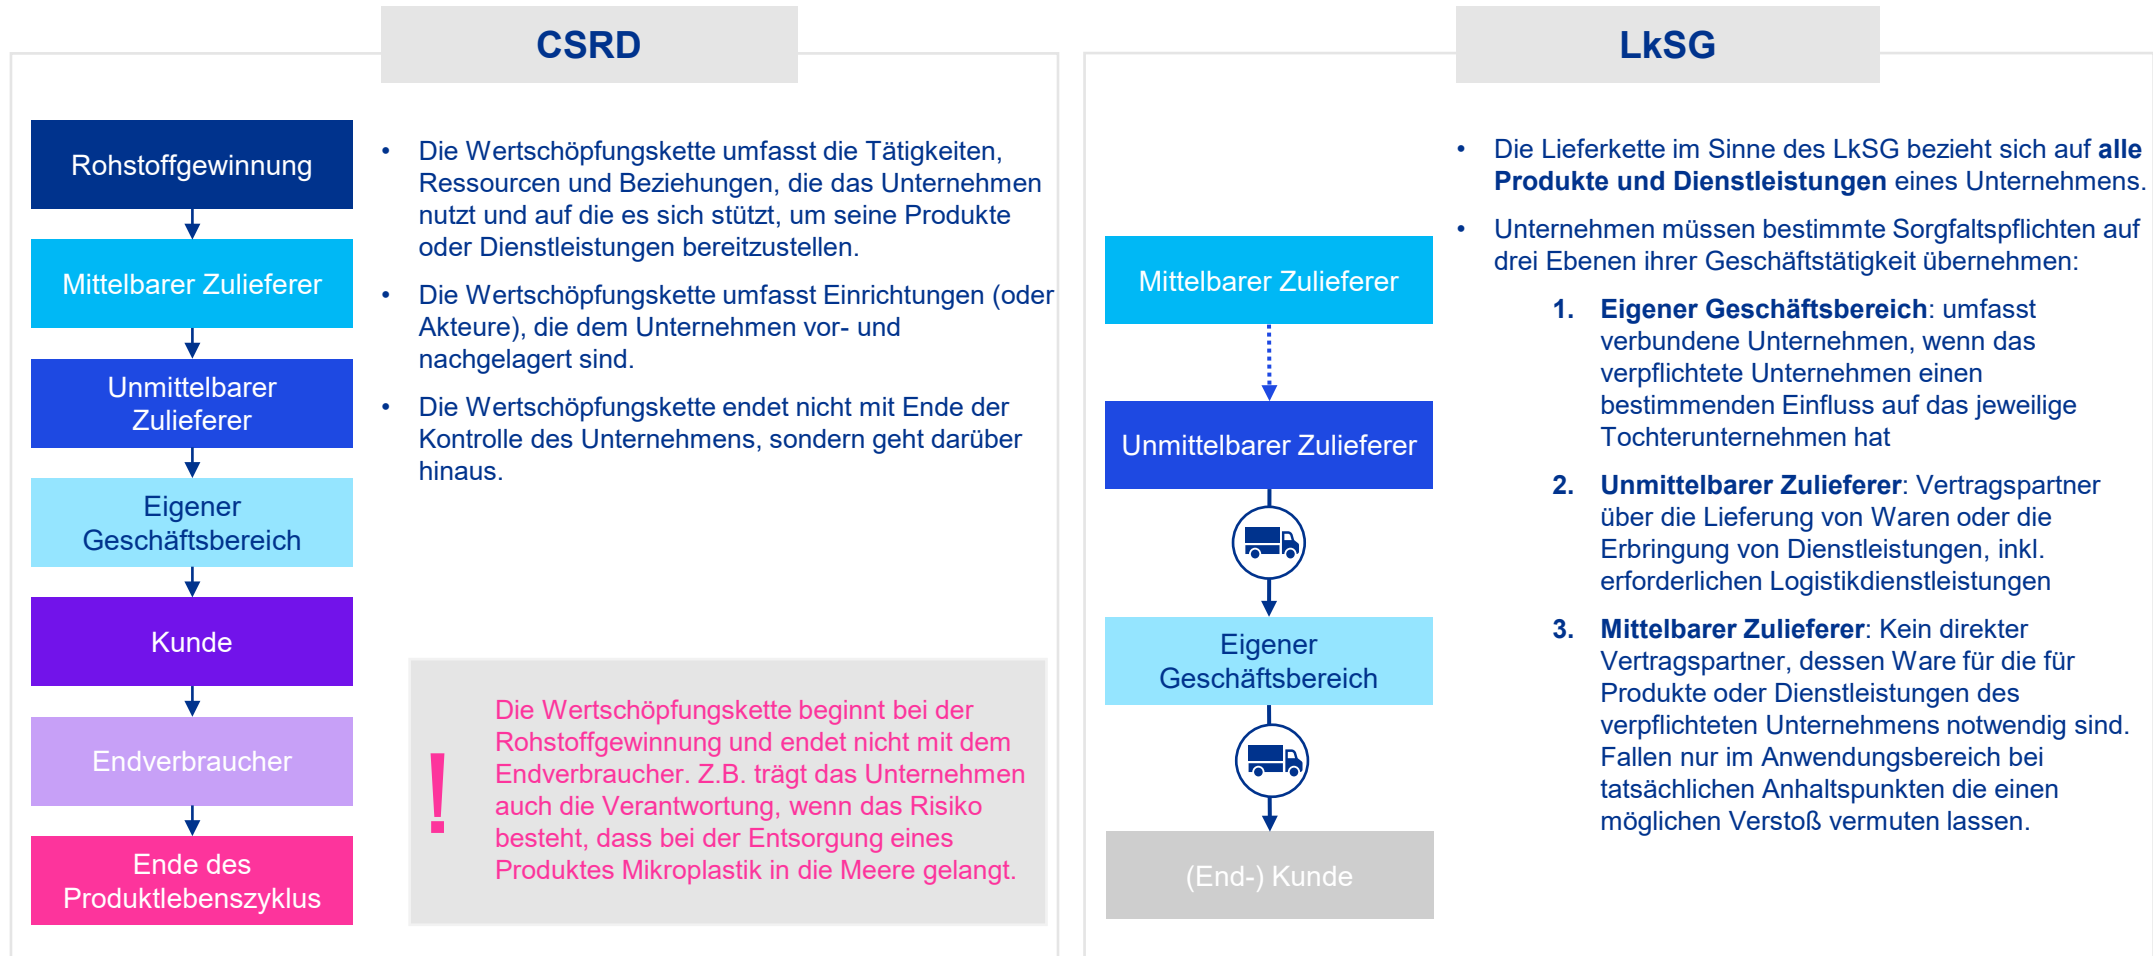 CSRD
Rohstoffgewinnung
Mittelbarer Zulieferer
Unmittelbarer
Zulieferer
Eigener
Geschäftsbereich
Kunde
Endverbraucher
Ende des
Produktlebenszyklus
• Die Wertschöpfungskette umfasst die Tätigkeiten,
Ressourcen und Beziehungen, die das Unternehmen
nutzt und auf die es sich stützt, um seine Produkte
oder Dienstleistungen bereitzustellen.
• Die Wertschöpfungskette umfasst Einrichtungen (oder
Akteure), die dem Unternehmen vor- und
nachgelagert sind.
• Die Wertschöpfungskette endet nicht mit Ende der
Kontrolle des Unternehmens, sondern geht darüber
hinaus.
!
Die Wertschöpfungskette beginnt bei der
Rohstoffgewinnung und endet nicht mit dem
Endverbraucher. Z.B. trägt das Unternehmen
auch die Verantwortung, wenn das Risiko
besteht, dass bei der Entsorgung eines
Produktes Mikroplastik in die Meere gelangt.
LkSG
Mittelbarer Zulieferer
Unmittelbarer Zulieferer
Eigener
Geschäftsbereich
(End-) Kunde
• Die Lieferkette im Sinne des LkSG bezieht sich auf alle
Produkte und Dienstleistungen eines Unternehmens.
• Unternehmen müssen bestimmte Sorgfaltspflichten auf
drei Ebenen ihrer Geschäftstätigkeit übernehmen:
1. Eigener Geschäftsbereich: umfasst
verbundene Unternehmen, wenn das
verpflichtete Unternehmen einen
bestimmenden Einfluss auf das jeweilige
Tochterunternehmen hat
2. Unmittelbarer Zulieferer: Vertragspartner
über die Lieferung von Waren oder die
Erbringung von Dienstleistungen, inkl.
erforderlichen Logistikdienstleistungen
3. Mittelbarer Zulieferer: Kein direkter
Vertragspartner, dessen Ware für die für
Produkte oder Dienstleistungen des
verpflichteten Unternehmens notwendig sind.
Fallen nur im Anwendungsbereich bei
tatsächlichen Anhaltspunkten die einen
möglichen Verstoß vermuten lassen.